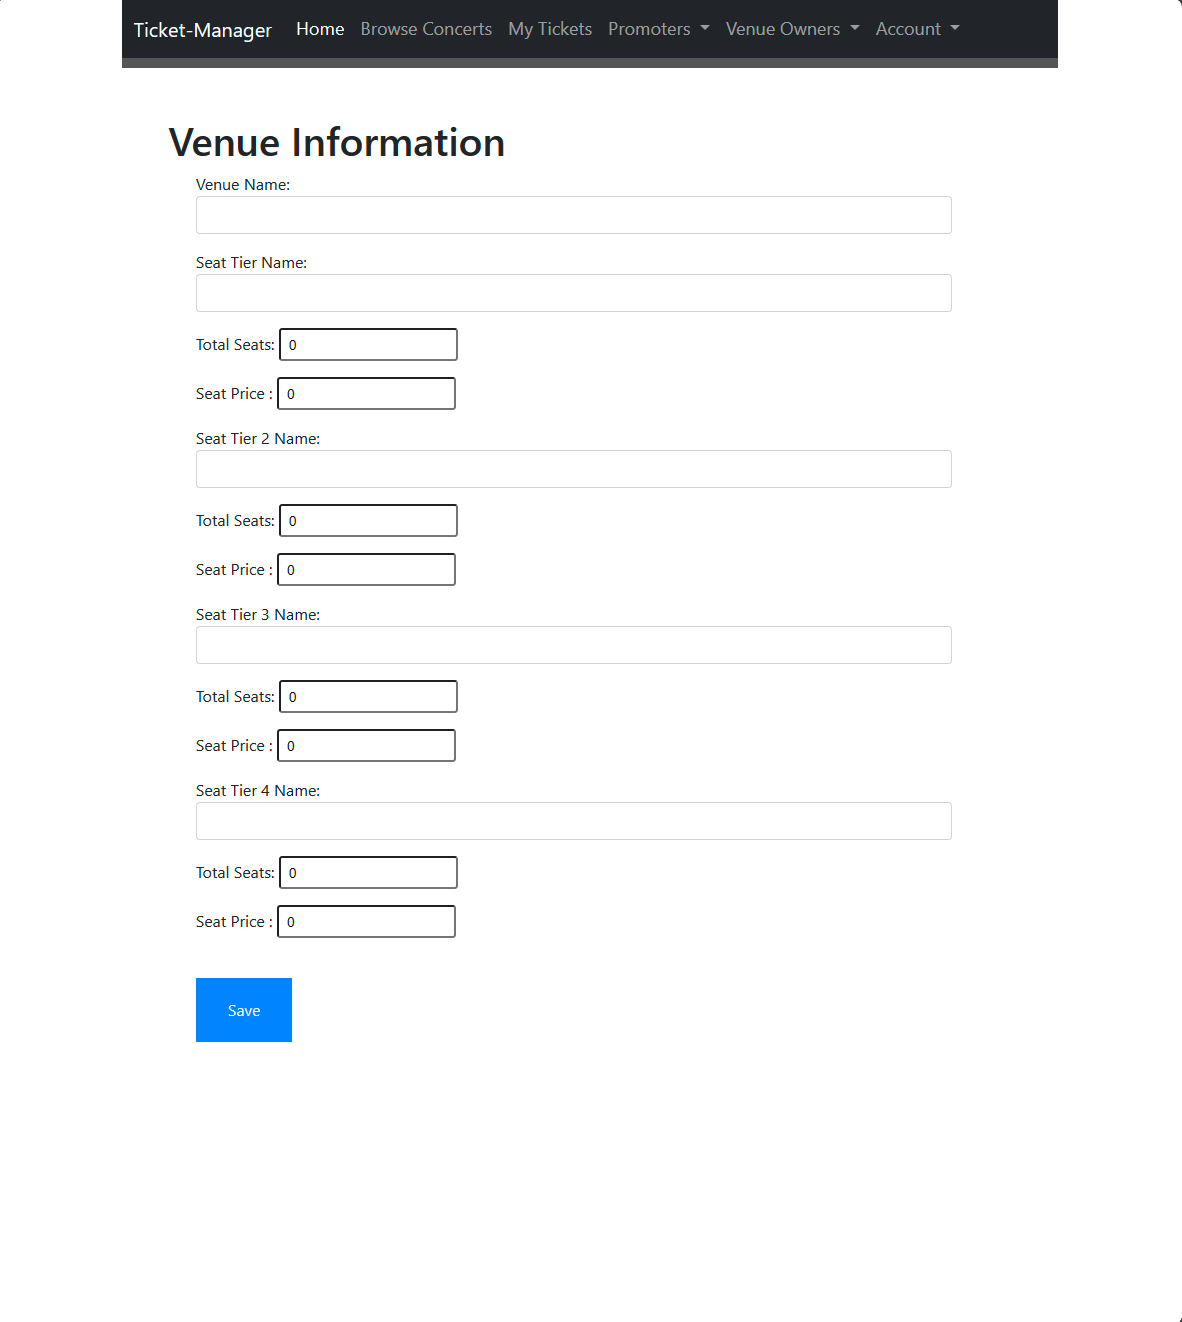 Ticket-Manager Home Browse Concerts My Tickets Promoters Venue Owners Account
Venue Information
Venue Name:
Seat Tier Name:
Total Seats: 0
Seat Price : 0
Seat Tier 2 Name:
Total Seats: 0
Seat Price : 0
Seat Tier 3 Name:
Total Seats: 0
Seat Price : 0
Seat Tier 4 Name:
Total Seats: 0
Seat Price : 0
Save